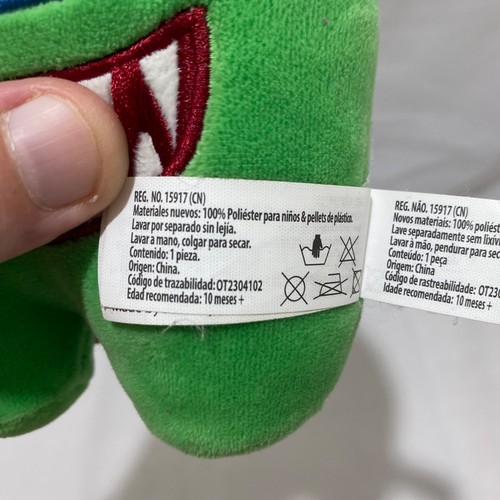 REG. NO. 15917 (CN)
Materiales nuevos: 100% Poliéster para niños & pellets de plástico.
Lavar por separado sin lejía.
Lavar a mano, colgar para secar.
Contenido: 1 pieza.
Origen: China.
Código de trazabilidad: OT2304102
Edad recomendada: 10 meses +
REG. NÃO. 15917 (CN)
Novos materiais: 100% poliést
Lave separadamente sem lixív
Lavar à mão, pendurar para sec
Conteúdo: 1 peça
Origem: China.
Código de rastreabilidade: OT230
Idade recomendada: 10 meses +